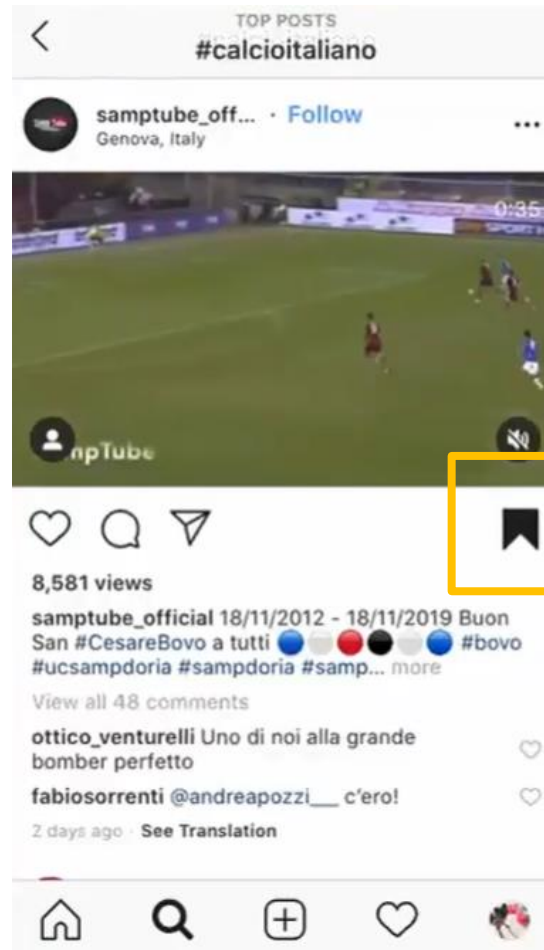 TOP POSTS
#calcioitaliano
samptube_off... · Follow
Genova, Italy
0:35
mpTube
8,581 views
samptube_official 18/11/2012 - 18/11/2019 Buon
San #CesareBovo a tutti 🔵⚪🔴⚫⚪🔵 #bovo
#ucsampdoria #sampdoria #samp... more
View all 48 comments
ottico_venturelli Uno di noi alla grande
bomber perfetto
fabiosorrenti @andreapozzi___ c'ero!
2 days ago · See Translation